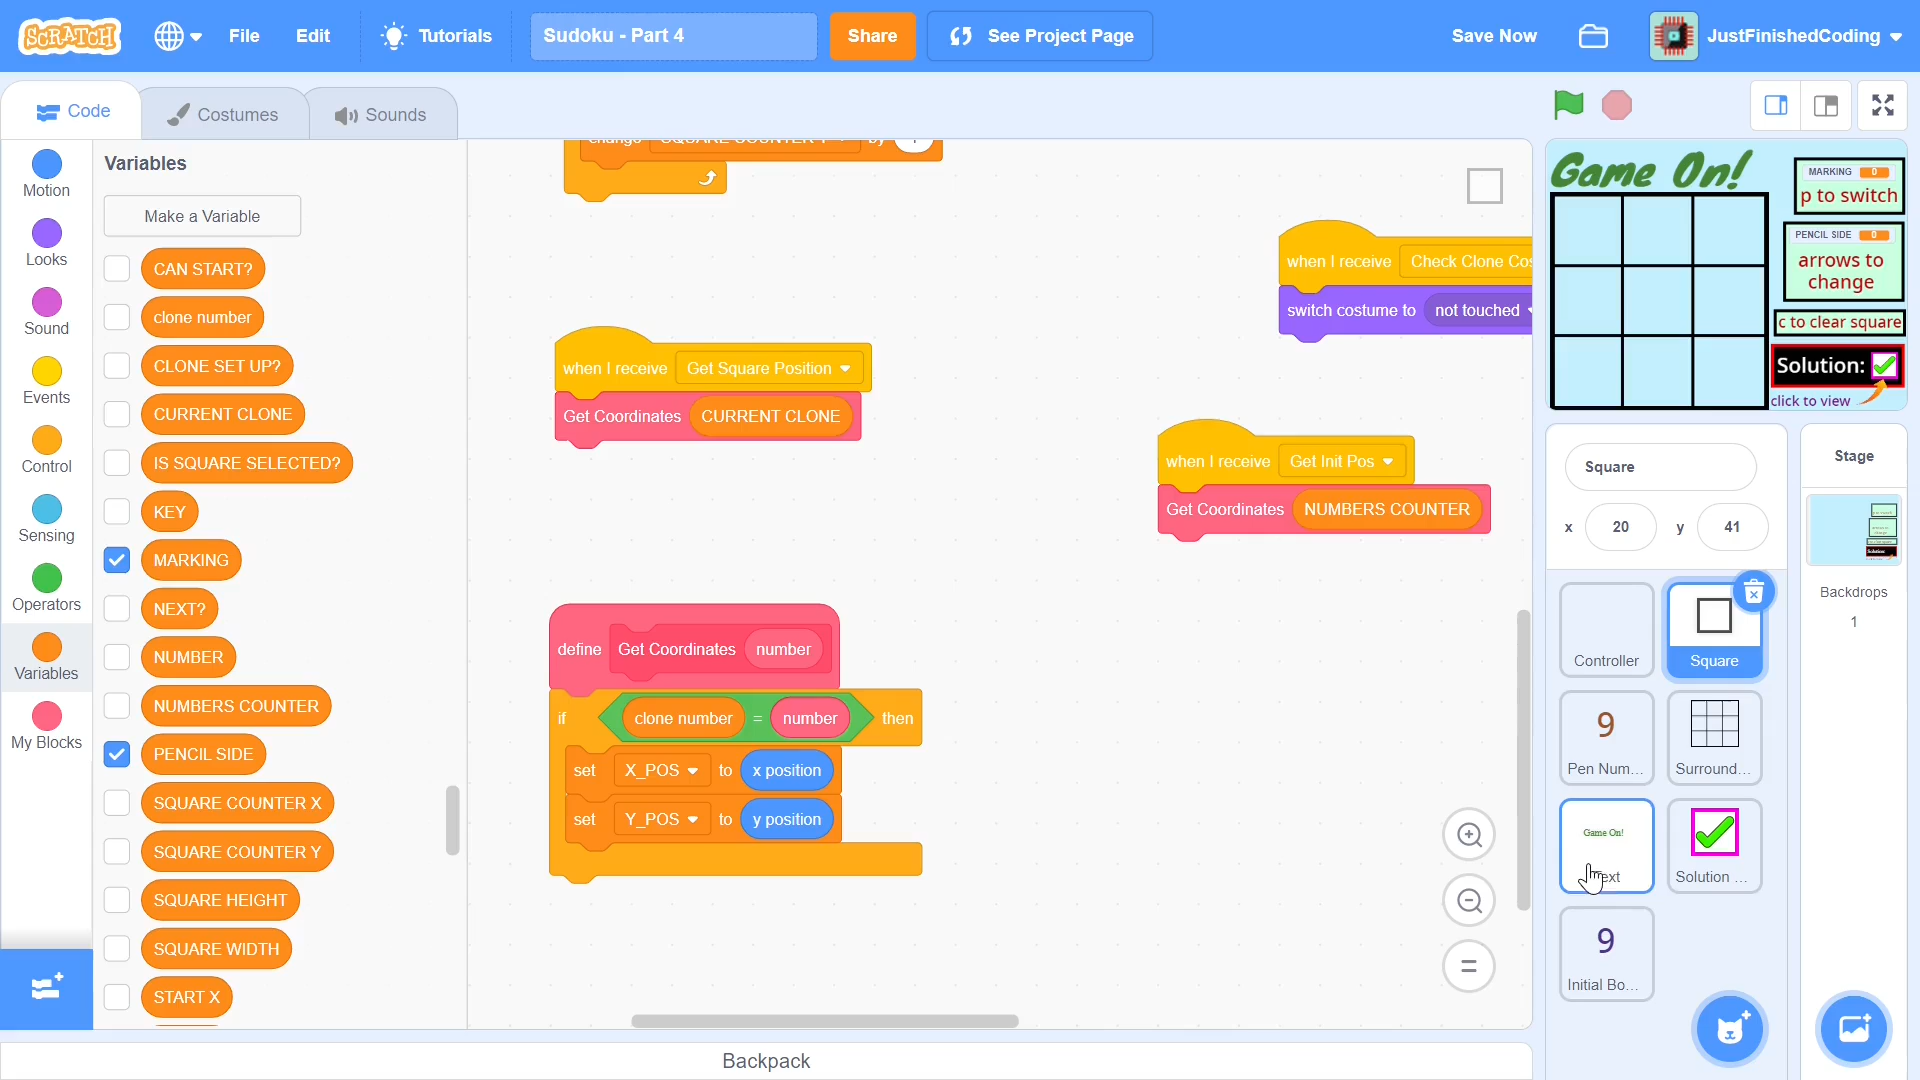 SCRATCH
File
Edit
Tutorials
Sudoku - Part 4
Share
See Project Page
Save Now
JustFinishedCoding
Code
Costumes
Sounds
Motion
Looks
Sound
Events
Control
Sensing
Operators
Variables
My Blocks
Variables
Make a Variable
CAN START?
clone number
CLONE SET UP?
CURRENT CLONE
IS SQUARE SELECTED?
KEY
MARKING
NEXT?
NUMBER
NUMBERS COUNTER
PENCIL SIDE
SQUARE COUNTER X
SQUARE COUNTER Y
SQUARE HEIGHT
SQUARE WIDTH
START X
change SQUARE COUNTER Y by
when I receive Get Square Position
Get Coordinates CURRENT CLONE
define Get Coordinates number
if clone number = number then
set X_POS to x position
set Y_POS to y position
when I receive Check Clone Cos
switch costume to not touched
when I receive Get Init Pos
Get Coordinates NUMBERS COUNTER
Backpack
Game On!
MARKING 0
p to switch
PENCIL SIDE 0
arrows to
change
c to clear square
Solution:
click to view
Square
x 20 y 41
Controller
Square
9
Pen Num...
Surround...
Game On!
Text
Solution ...
9
Initial Bo...
Stage
Solution:
Backdrops
1